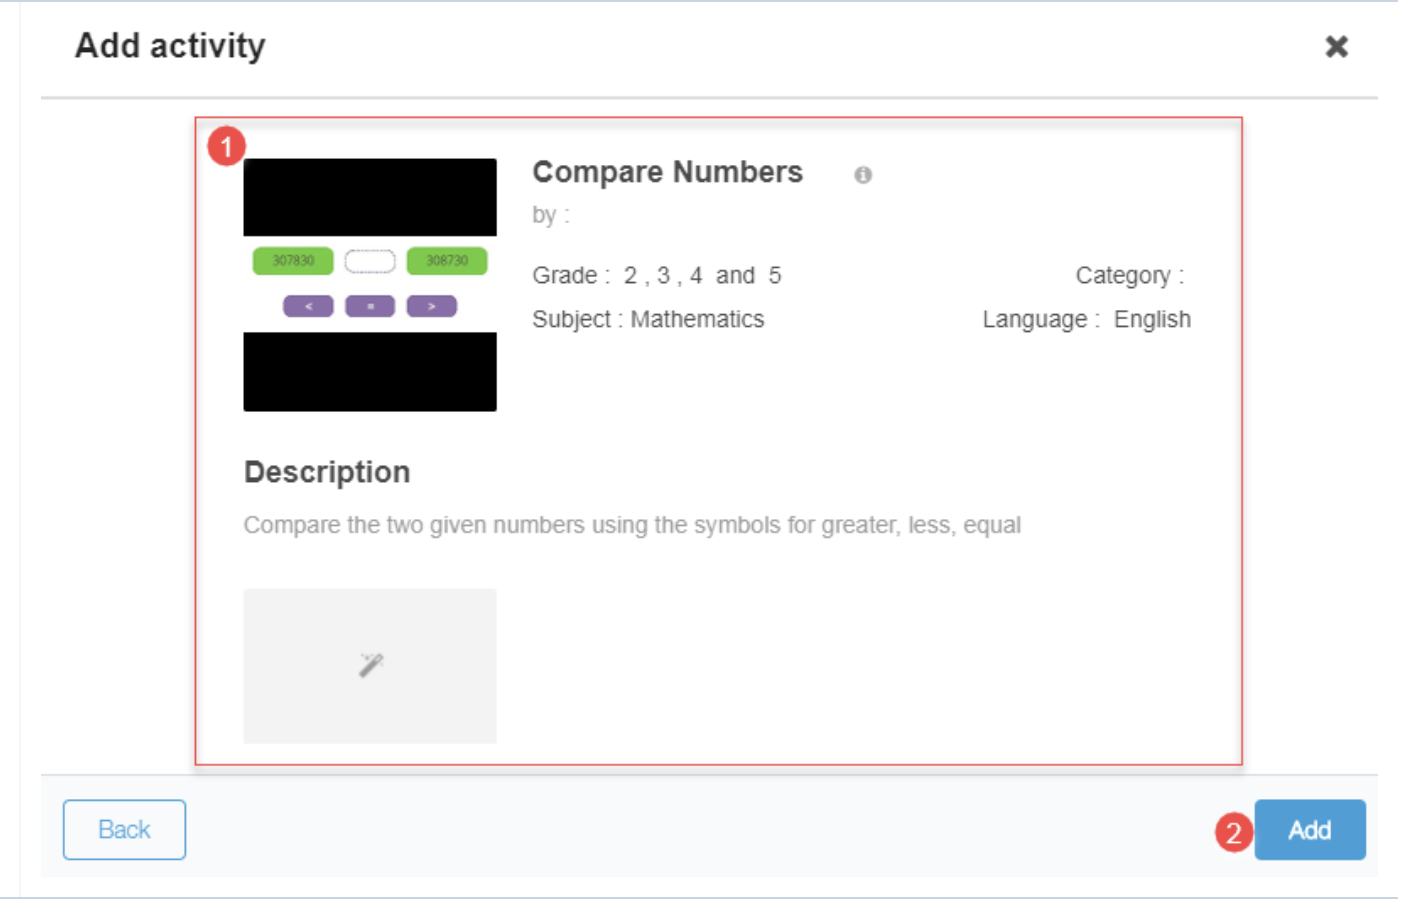 Add activity
1
Compare Numbers
by :
307830 308730
< = >
Grade : 2 , 3 , 4 and 5
Category :
Subject : Mathematics
Language : English
Description
Compare the two given numbers using the symbols for greater, less, equal
Back
2
Add